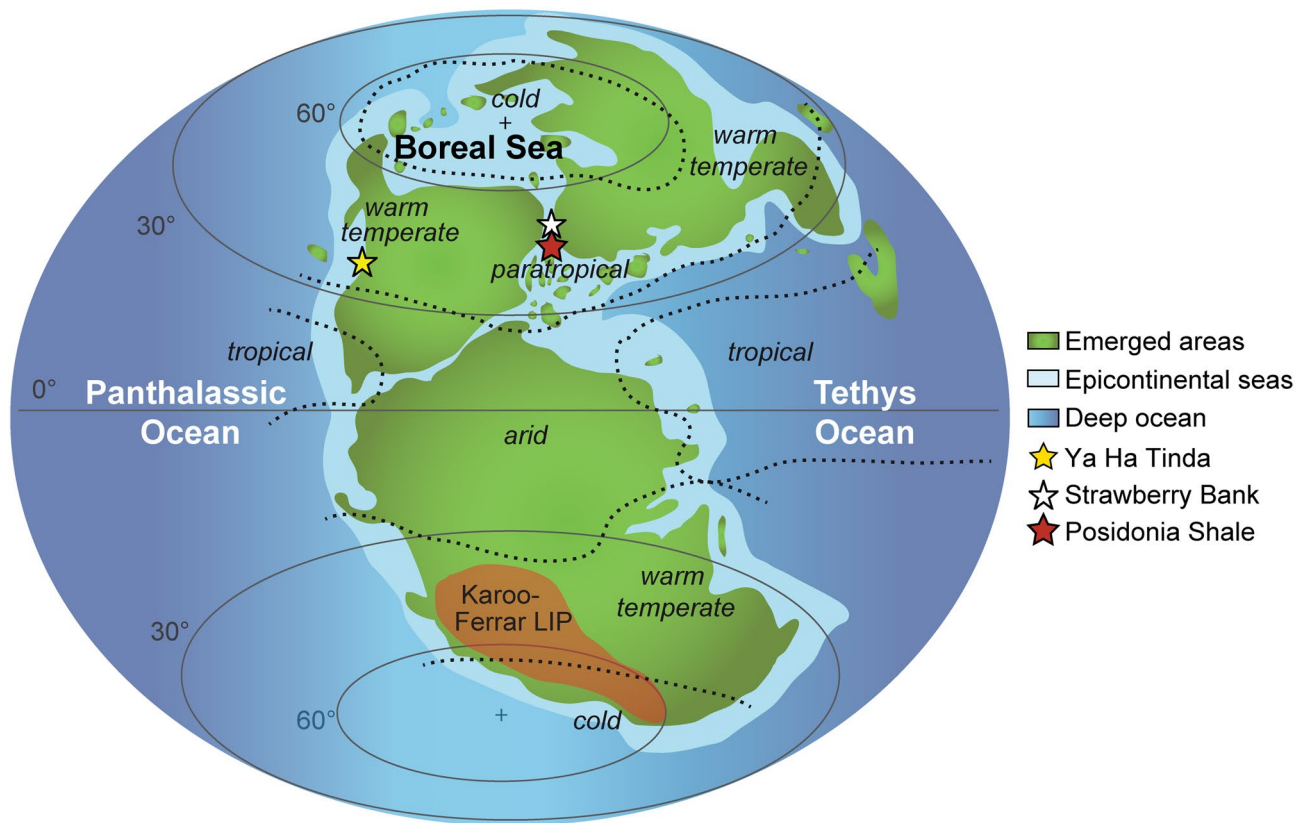 60°
cold
+
Boreal Sea
warm
temperate
30°
warm
temperate
paratropical
tropical
tropical
0°
Panthalassic
Ocean
Tethys
Ocean
arid
Karoo-
Ferrar LIP
warm
temperate
30°
60°
+
cold
Emerged areas
Epicontinental seas
Deep ocean
Ya Ha Tinda
Strawberry Bank
Posidonia Shale